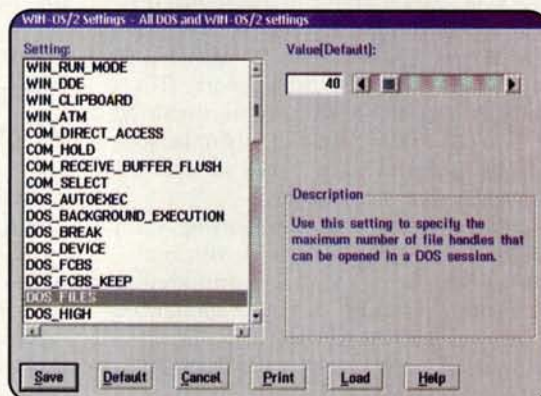 WIN-OS/2 Settings - All DOS and WIN-OS/2 settings
Setting:
WIN_RUN_MODE
WIN_DDE
WIN_CLIPBOARD
WIN_ATM
COM_DIRECT_ACCESS
COM_HOLD
COM_RECEIVE_BUFFER_FLUSH
COM_SELECT
DOS_AUTOEXEC
DOS_BACKGROUND_EXECUTION
DOS_BREAK
DOS_DEVICE
DOS_FCBS
DOS_FCBS_KEEP
DOS_FILES
DOS_HIGH
Value(Default):
40
Description
Use this setting to specify the
maximum number of file handles that
can be opened in a DOS session.
Save Default Cancel Print Load Help